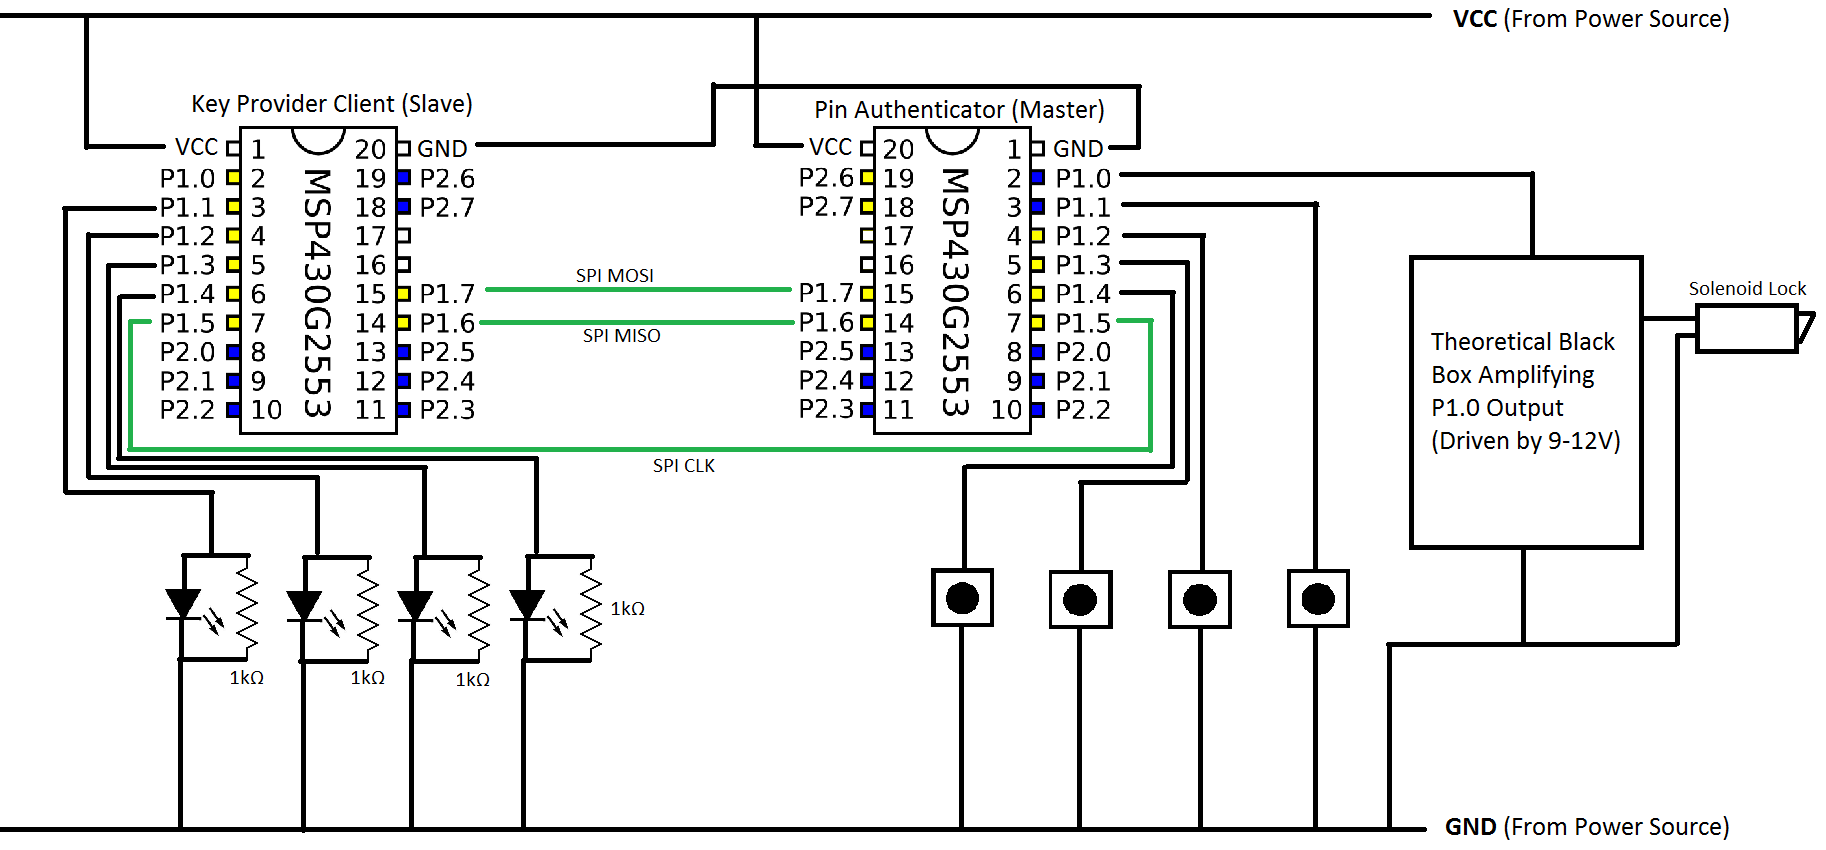 VCC (From Power Source)
Key Provider Client (Slave)
Pin Authenticator (Master)
VCC 1 20 GND
P1.0 2 19 P2.6
P1.1 3 18 P2.7
P1.2 4 17
P1.3 5 16
P1.4 6 15 P1.7
P1.5 7 14 P1.6
P2.0 8 13 P2.5
P2.1 9 12 P2.4
P2.2 10 11 P2.3
MSP430G2553
SPI MOSI
SPI MISO
SPI CLK
VCC 20 1 GND
P2.6 19 2 P1.0
P2.7 18 3 P1.1
17 4 P1.2
16 5 P1.3
P1.7 15 6 P1.4
P1.6 14 7 P1.5
P2.5 13 8 P2.0
P2.4 12 9 P2.1
P2.3 11 10 P2.2
MSP430G2553
Solenoid Lock
Theoretical Black
Box Amplifying
P1.0 Output
(Driven by 9-12V)
1kΩ
1kΩ
1kΩ
1kΩ
GND (From Power Source)